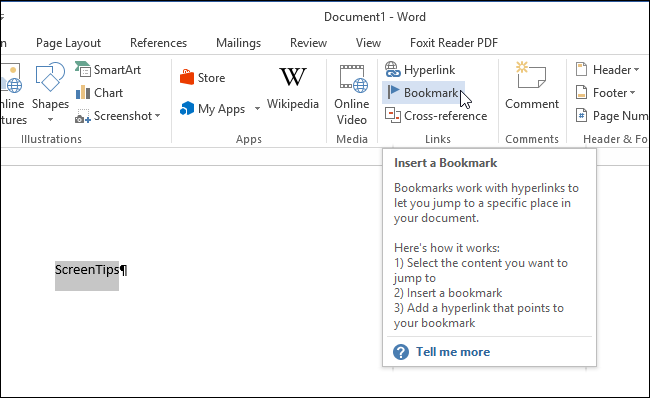 Document1 - Word
Page Layout References Mailings Review View Foxit Reader PDF
SmartArt Store Hyperlink Header
Shapes Chart W Online Video Bookmark Comment Footer
Screenshot My Apps Wikipedia Cross-reference Page Num
Illustrations Apps Media Links Comments Header & Fo
Insert a Bookmark
Bookmarks work with hyperlinks to
let you jump to a specific place in
your document.
Here's how it works:
1) Select the content you want to
jump to
2) Insert a bookmark
3) Add a hyperlink that points to
your bookmark
? Tell me more
ScreenTips¶